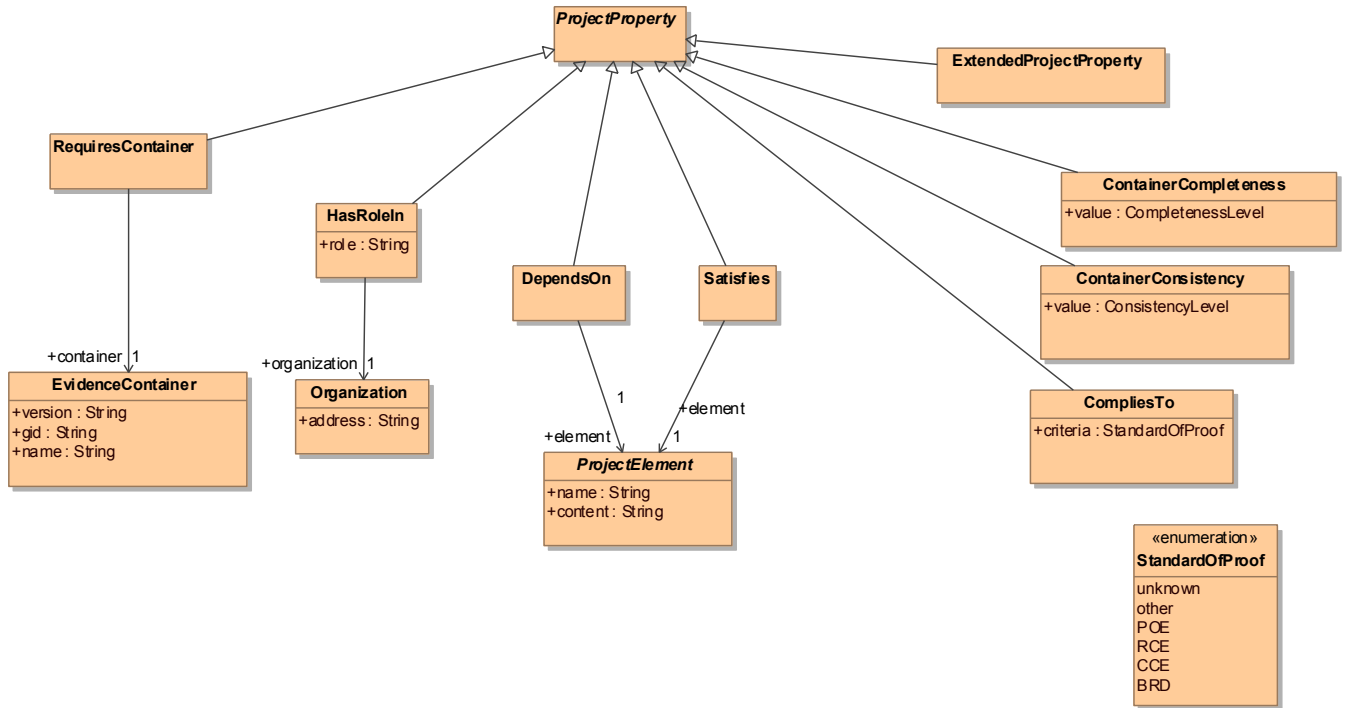 ProjectProperty
ExtendedProjectProperty
RequiresContainer
ContainerCompleteness
+value : CompletenessLevel
HasRoleIn
+role : String
DependsOn
Satisfies
ContainerConsistency
+value : ConsistencyLevel
+container 1
+organization 1
EvidenceContainer
+version : String
+gid : String
+name : String
Organization
+address : String
1
+element
+element
1
CompliesTo
+criteria : StandardOfProof
ProjectElement
+name : String
+content : String
«enumeration»
StandardOfProof
unknown
other
POE
RCE
CCE
BRD